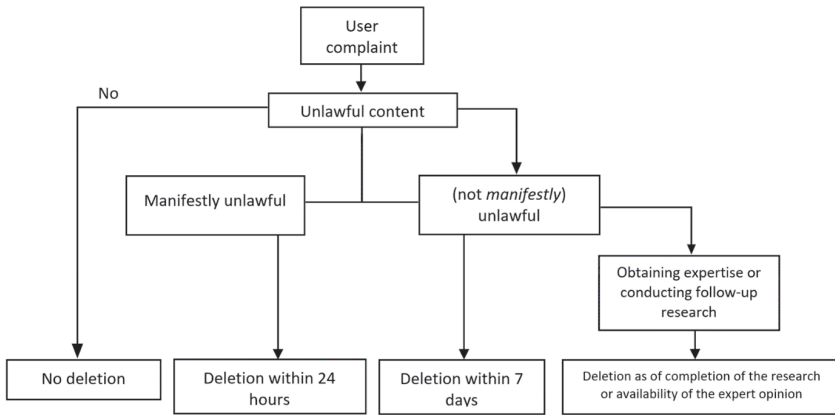 User
complaint
No
Unlawful content
Manifestly unlawful
(not manifestly)
unlawful
Obtaining expertise or
conducting follow-up
research
No deletion
Deletion within 24
hours
Deletion within 7
days
Deletion as of completion of the research
or availability of the expert opinion